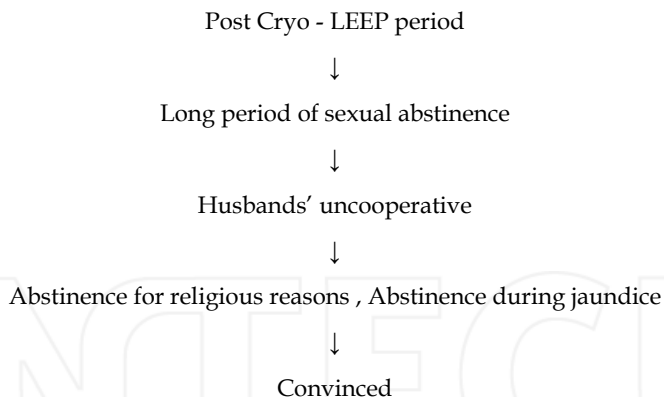 Post Cryo - LEEP period
↓
Long period of sexual abstinence
↓
Husbands’ uncooperative
↓
Abstinence for religious reasons , Abstinence during jaundice
↓
Convinced